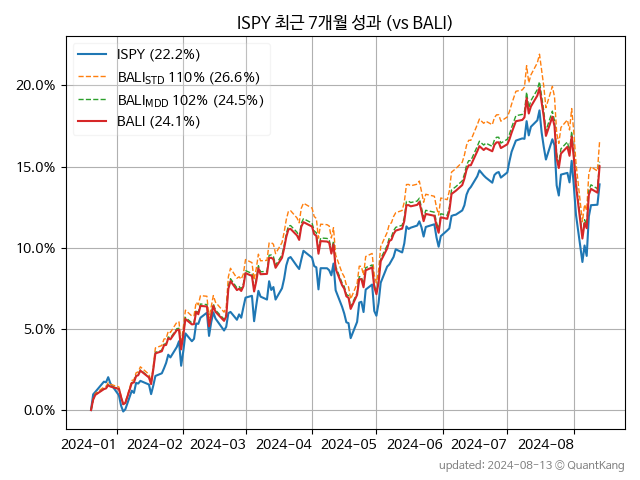 ISPY 최근 7개월 성과 (vs BALI)
ISPY (22.2%)
BALI_STD 110% (26.6%)
BALI_MDD 102% (24.5%)
BALI (24.1%)
20.0%
15.0%
10.0%
5.0%
0.0%
2024-01 2024-02 2024-03 2024-04 2024-05 2024-06 2024-07 2024-08
updated: 2024-08-13 © QuantKang